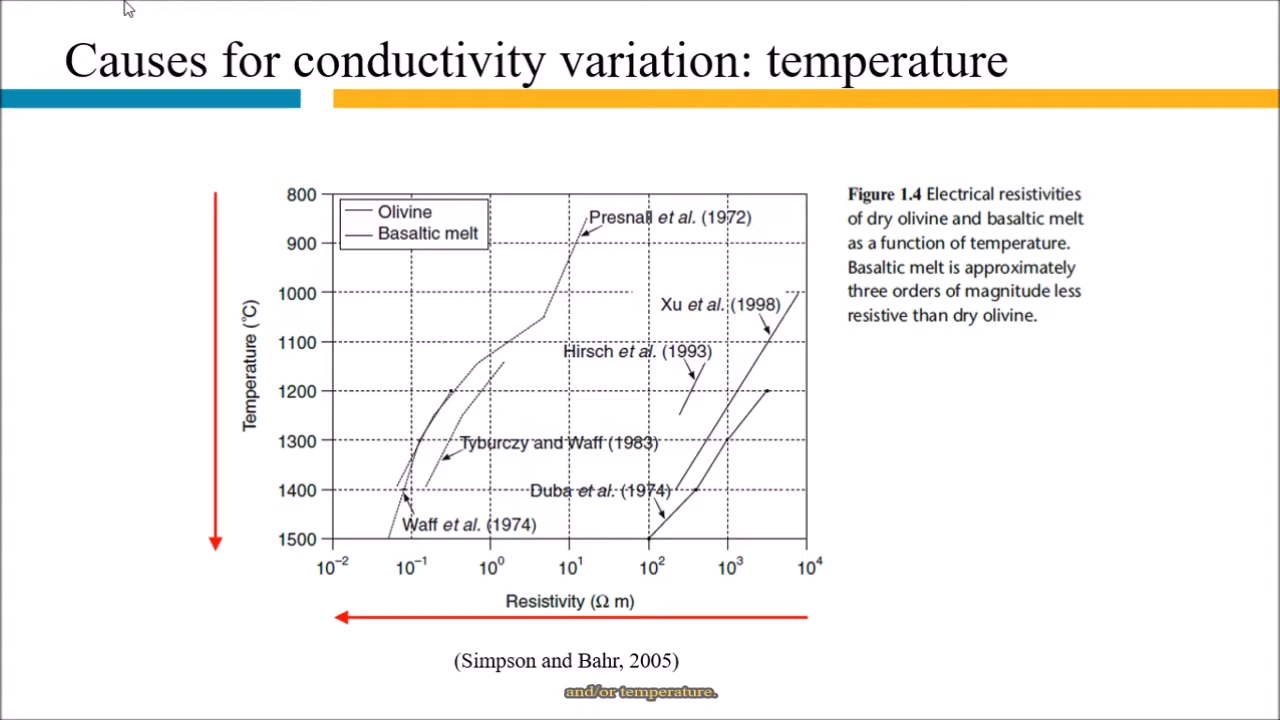 Causes for conductivity variation: temperature
800
900
1000
1100
1200
1300
1400
1500
Temperature (°C)
Olivine
Basaltic melt
Presnall et al. (1972)
Xu et al. (1998)
Hirsch et al. (1993)
Tyburczy and Waff (1983)
Duba et al. (1974)
Waff et al. (1974)
10⁻² 10⁻¹ 10⁰ 10¹ 10² 10³ 10⁴
Resistivity (Ω m)
Figure 1.4 Electrical resistivities
of dry olivine and basaltic melt
as a function of temperature.
Basaltic melt is approximately
three orders of magnitude less
resistive than dry olivine.
(Simpson and Bahr, 2005)
and/or temperature.